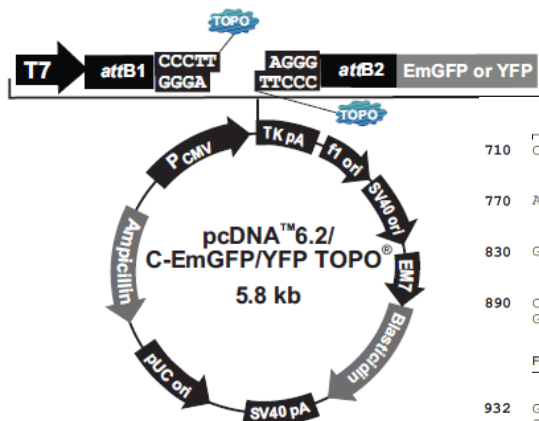 TOPO
T7 attB1 CCCTT AGGG attB2 EmGFP or YFP
GGGA TTCCC
TOPO
PCMV TK pA f1 ori SV40 ori
EM7
Ampicillin
Blasticidin
pUC ori
SV40 pA
pcDNA™6.2/
C-EmGFP/YFP TOPO®
5.8 kb
710 C
770 A
830 G
890 C
G
F
932 G